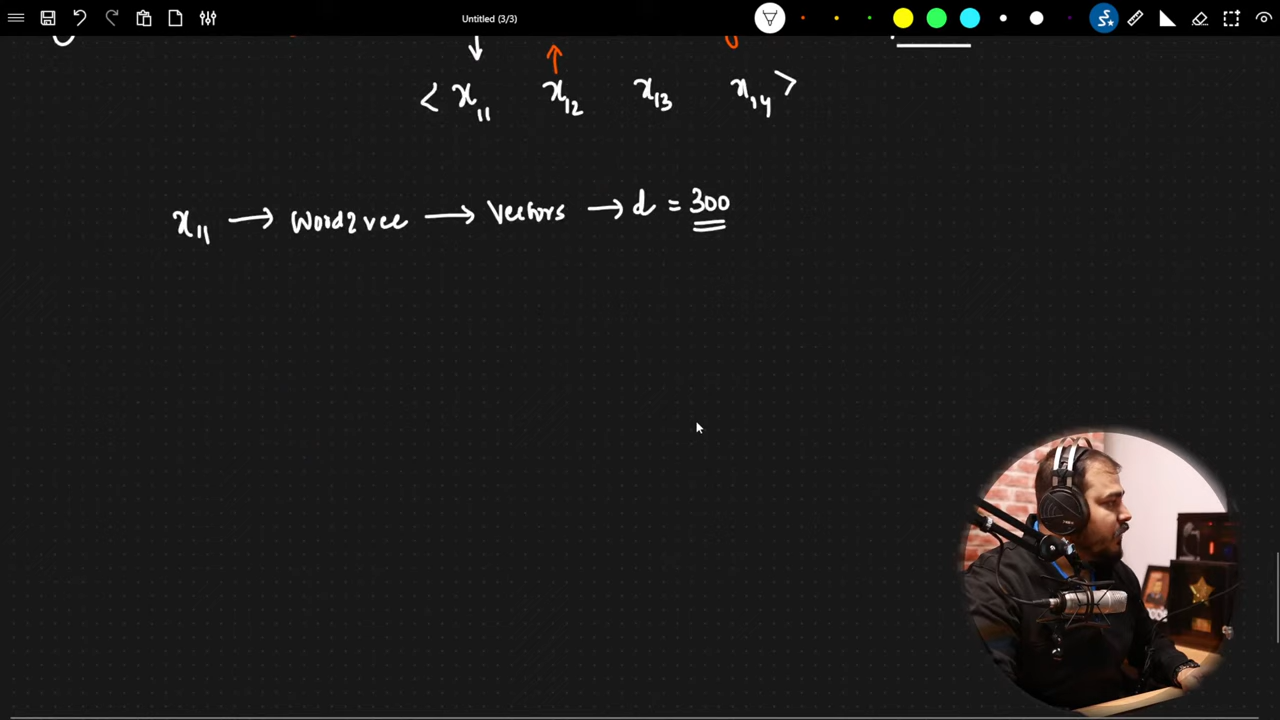 Untitled (3/3)
< x11 x12 x13 x14 >
x11 → Word2vec → Vectors → d = 300